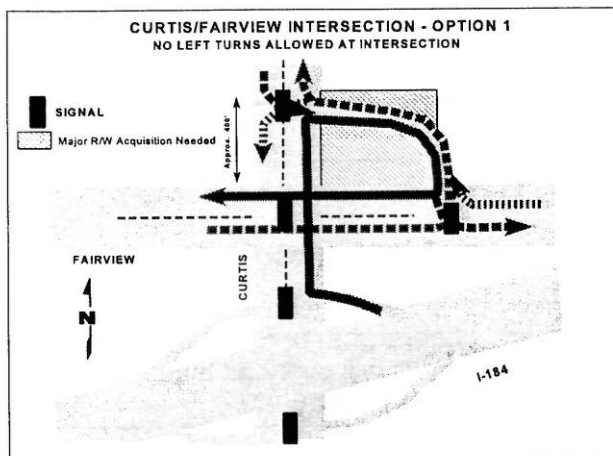 CURTIS/FAIRVIEW INTERSECTION - OPTION 1
NO LEFT TURNS ALLOWED AT INTERSECTION
SIGNAL
Major R/W Acquisition Needed
Approx. 400'
FAIRVIEW
CURTIS
N
I-184